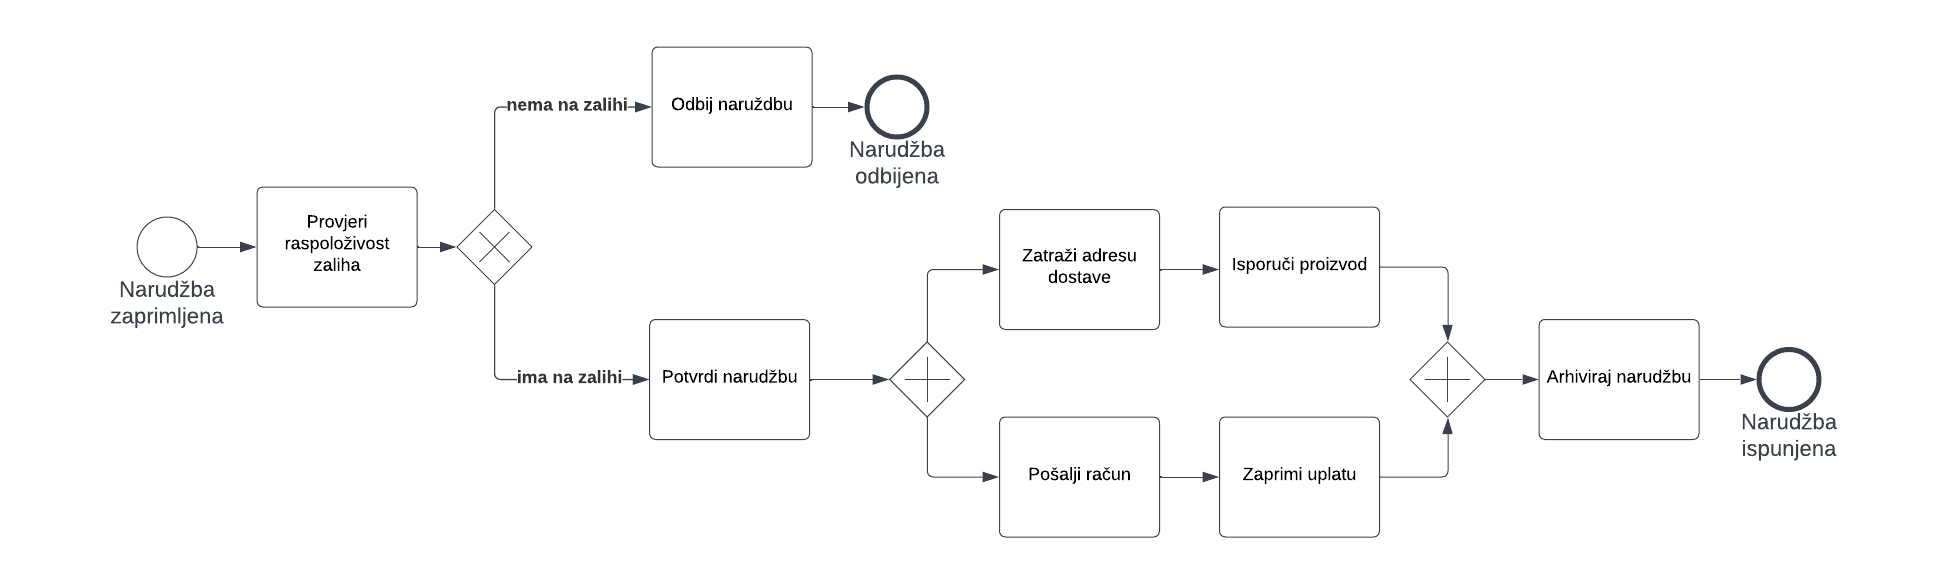 nema na zalihi
Odbij naruždbu
Narudžba
odbijena
Provjeri
raspoloživost
zaliha
Narudžba
zaprimljena
ima na zalihi
Potvrdi narudžbu
Zatraži adresu
dostave
Isporuči proizvod
Pošalji račun
Zaprimi uplatu
Arhiviraj narudžbu
Narudžba
ispunjena